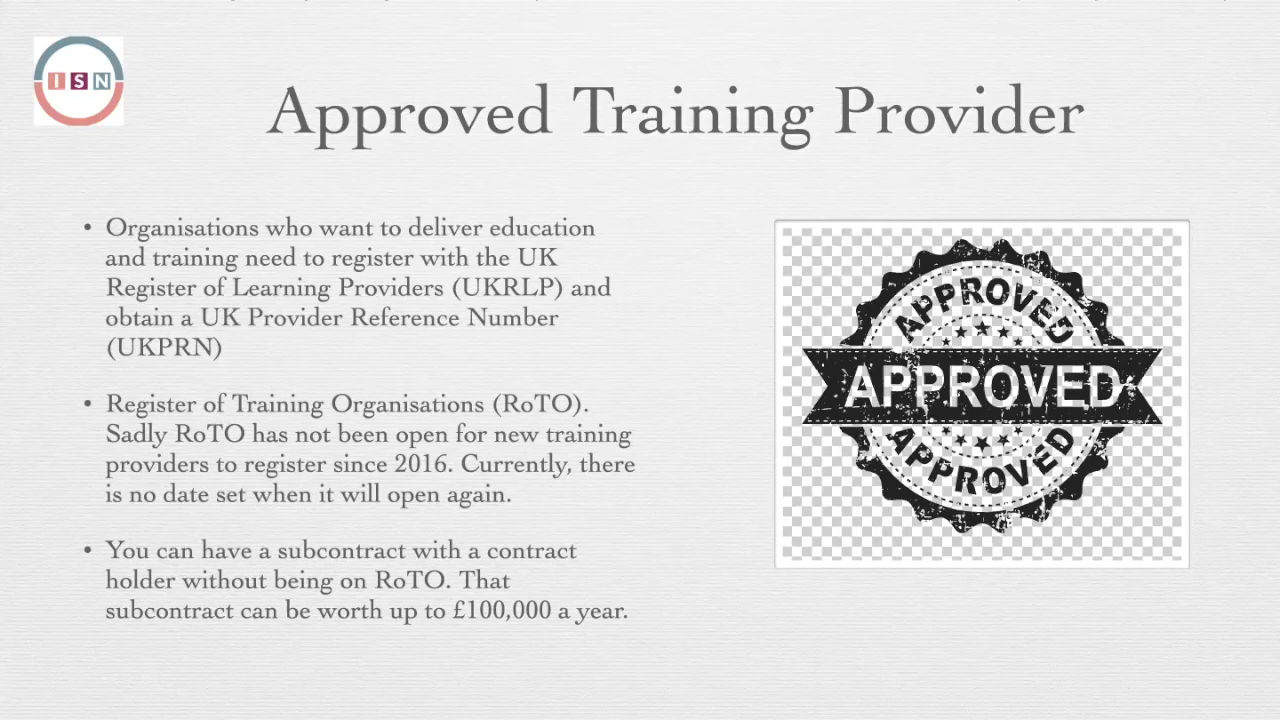 ISN
Approved Training Provider
• Organisations who want to deliver education
and training need to register with the UK
Register of Learning Providers (UKRLP) and
obtain a UK Provider Reference Number
(UKPRN)
• Register of Training Organisations (RoTO).
Sadly RoTO has not been open for new training
providers to register since 2016. Currently, there
is no date set when it will open again.
• You can have a subcontract with a contract
holder without being on RoTO. That
subcontract can be worth up to £100,000 a year.
APPROVED
APPROVED
APPROVED